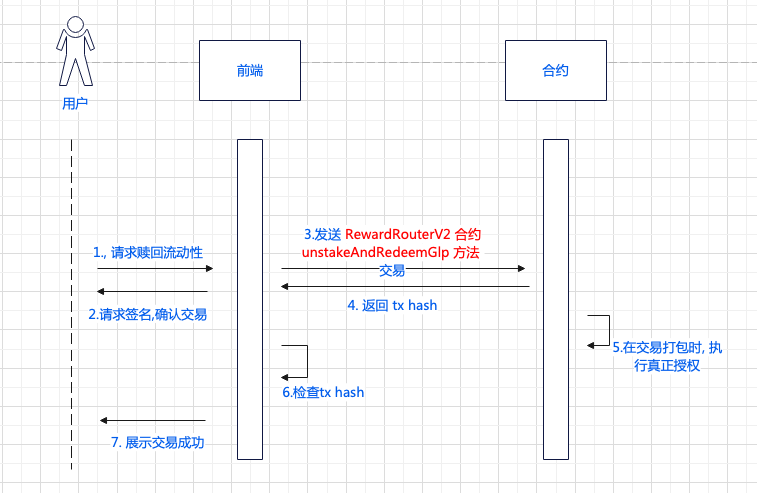 用户
前端
合约
1., 请求赎回流动性
2.请求签名,确认交易
3.发送 RewardRouterV2 合约
unstakeAndRedeemGlp 方法
交易
4. 返回 tx hash
5.在交易打包时, 执
行真正授权
6.检查tx hash
7. 展示交易成功